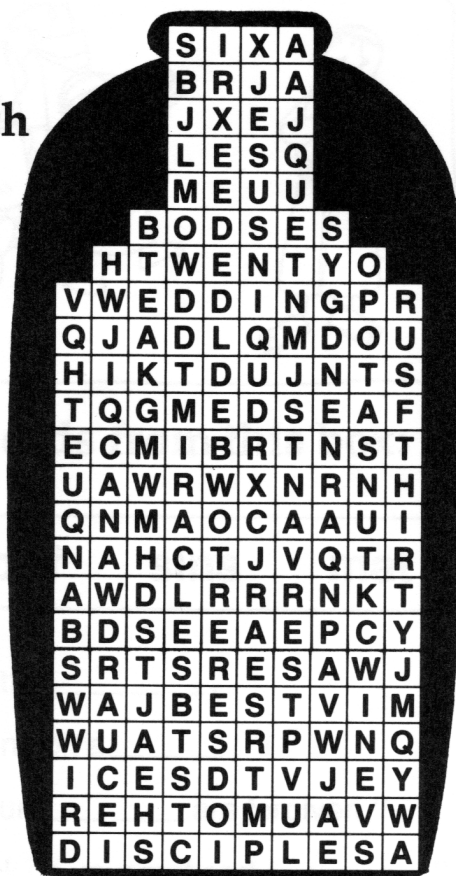 h
S I X A
B R J A
J X E J
L E S Q
M E U U
B O D S E S
H T W E N T Y O
V W E D D I N G P R
Q J A D L Q M D O U
H I K T D U J N T S
T Q G M E D S E A F
E C M I B R T N S T
U A W R W X N R N H
Q N M A O C A A U I
N A H C T J V Q T R
A W D L R R R N K T
B D S E E A E P C Y
S R T S R E S A W J
W A J B E S T V I M
W U A T S R P W N Q
I C E S D T V J E Y
R E H T O M U A V W
D I S C I P L E S A